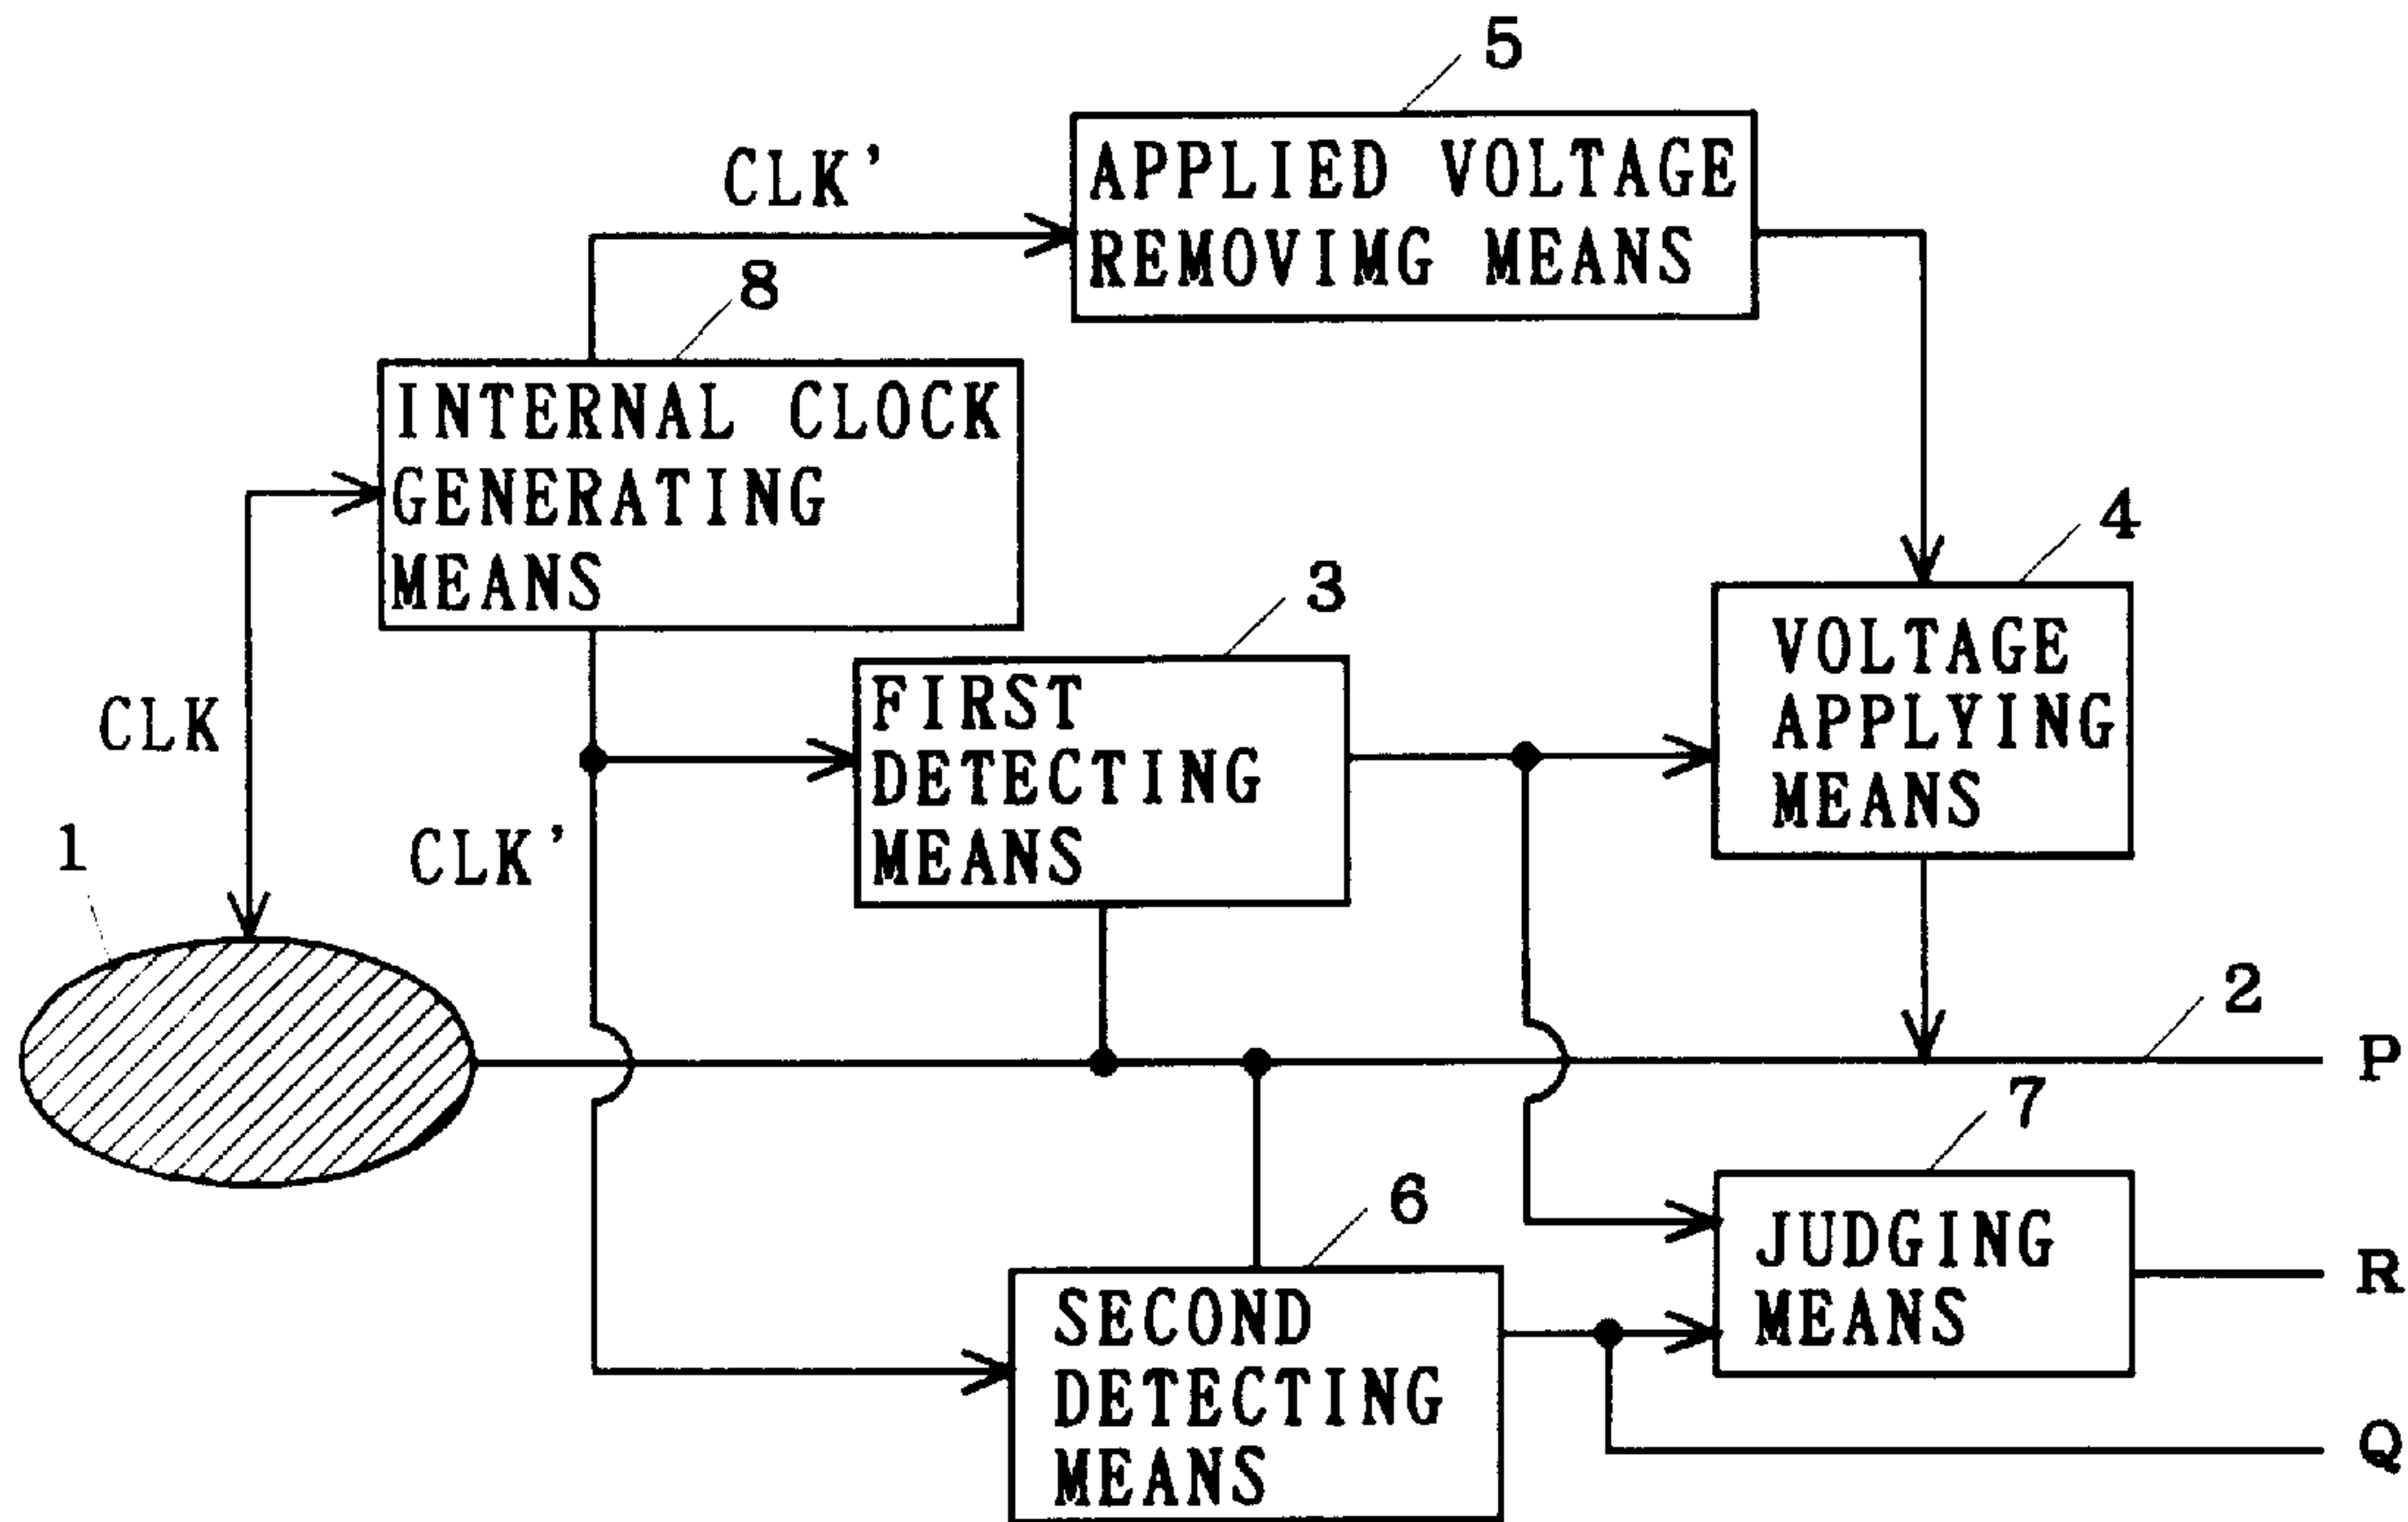 5
APPLIED VOLTAGE
REMOVIMG MEANS
CLK'
8
INTERNAL CLOCK
GENERATING
MEANS
4
VOLTAGE
APPLYING
MEANS
3
FIRST
DETECTING
MEANS
CLK
CLK'
1
2
P
7
JUDGING
MEANS
R
6
SECOND
DETECTING
MEANS
Q